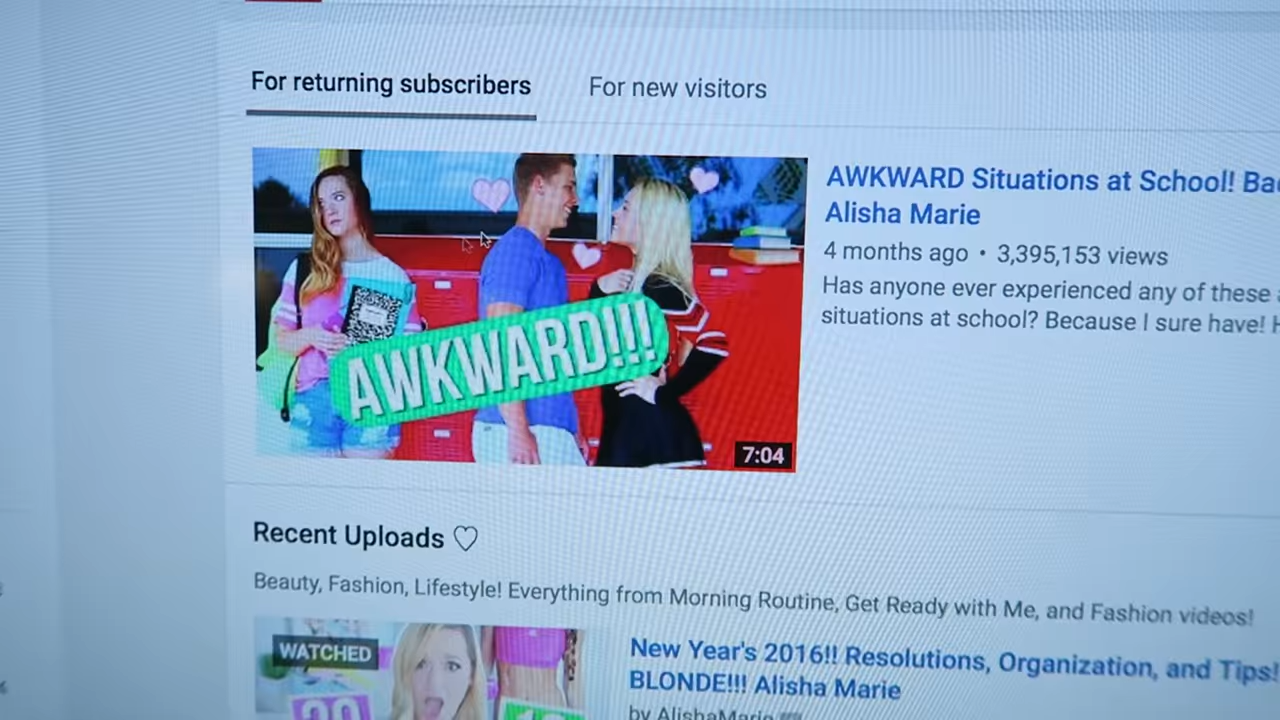 For returning subscribers
For new visitors
AWKWARD!!!
7:04
AWKWARD Situations at School!
Alisha Marie
4 months ago • 3,395,153 views
Has anyone ever experienced any of these
situations at school? Because I sure have!
Recent Uploads ♡
Beauty, Fashion, Lifestyle! Everything from Morning Routine, Get Ready with Me, and Fashion videos!
WATCHED
New Year's 2016!! Resolutions, Organization, and Tips!
BLONDE!!! Alisha Marie
by AlishaMarie